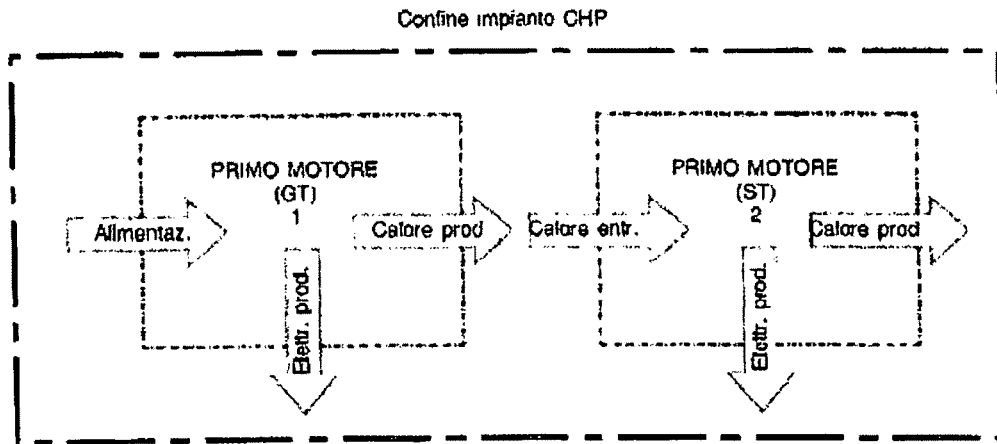 Confine impianto CHP
PRIMO MOTORE
(GT)
1
PRIMO MOTORE
(ST)
2
Alimentaz.
Calore prod
Calore entr.
Calore prod
Elettr. prod.
Elettr. prod.